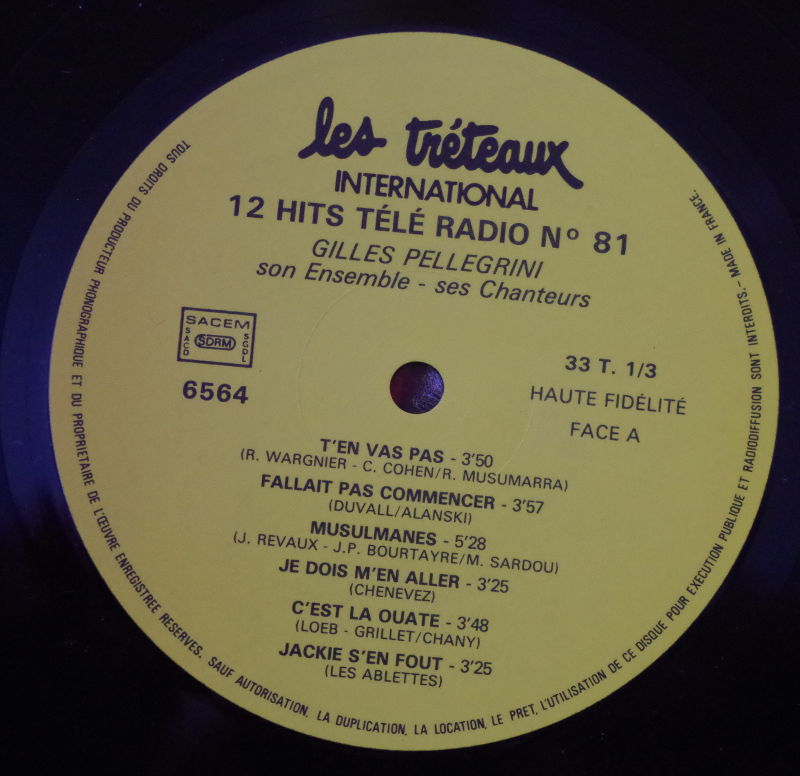 les tréteaux
INTERNATIONAL
12 HITS TÉLÉ RADIO Nº 81
GILLES PELLEGRINI
son Ensemble - ses Chanteurs
SACEM
SACD
SDRM
SGDL
6564
33 T. 1/3
HAUTE FIDÉLITÉ
FACE A
T'EN VAS PAS - 3'50
(R. WARGNIER - C. COHEN/R. MUSUMARRA)
FALLAIT PAS COMMENCER - 3'57
(DUVALL/ALANSKI)
MUSULMANES - 5'28
(J. REVAUX - J.P. BOURTAYRE/M. SARDOU)
JE DOIS M'EN ALLER - 3'25
(CHENEVEZ)
C'EST LA OUATE - 3'48
(LOEB - GRILLET/CHANY)
JACKIE S'EN FOUT - 3'25
(LES ABLETTES)
TOUS DROITS DU PRODUCTEUR PHONOGRAPHIQUE ET DU PROPRIETAIRE DE L'ŒUVRE ENREGISTREE RESERVES. SAUF AUTORISATION, LA DUPLICATION, LA LOCATION, LE PRET, L'UTILISATION DE CE DISQUE POUR EXECUTION PUBLIQUE ET RADIODIFFUSION SONT INTERDITS. - MADE IN FRANCE.